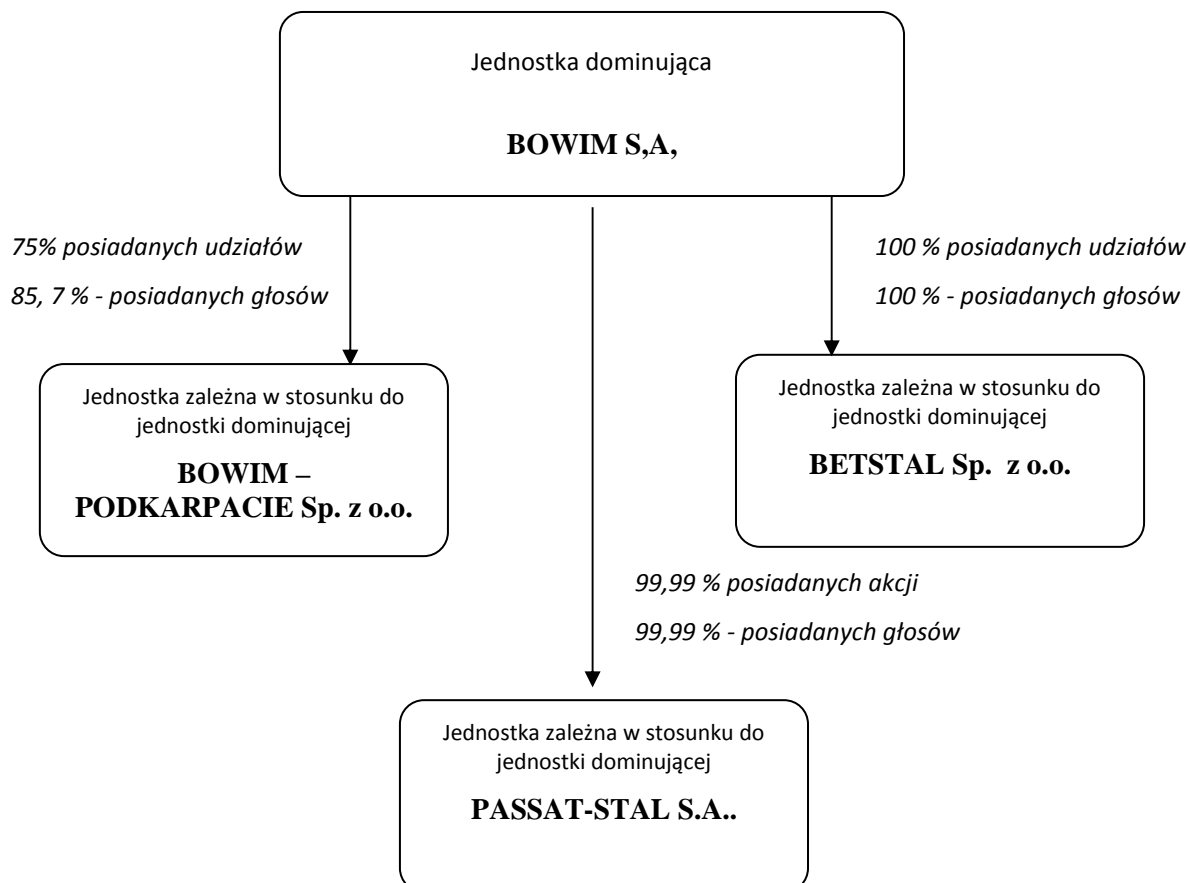 Jednostka dominująca
BOWIM S,A,
75% posiadanych udziałów
85, 7 % - posiadanych głosów
100 % posiadanych udziałów
100 % - posiadanych głosów
Jednostka zależna w stosunku do
jednostki dominującej
BOWIM –
PODKARPACIE Sp. z o.o.
Jednostka zależna w stosunku do
jednostki dominującej
BETSTAL Sp. z o.o.
99,99 % posiadanych akcji
99,99 % - posiadanych głosów
Jednostka zależna w stosunku do
jednostki dominującej
PASSAT-STAL S.A..